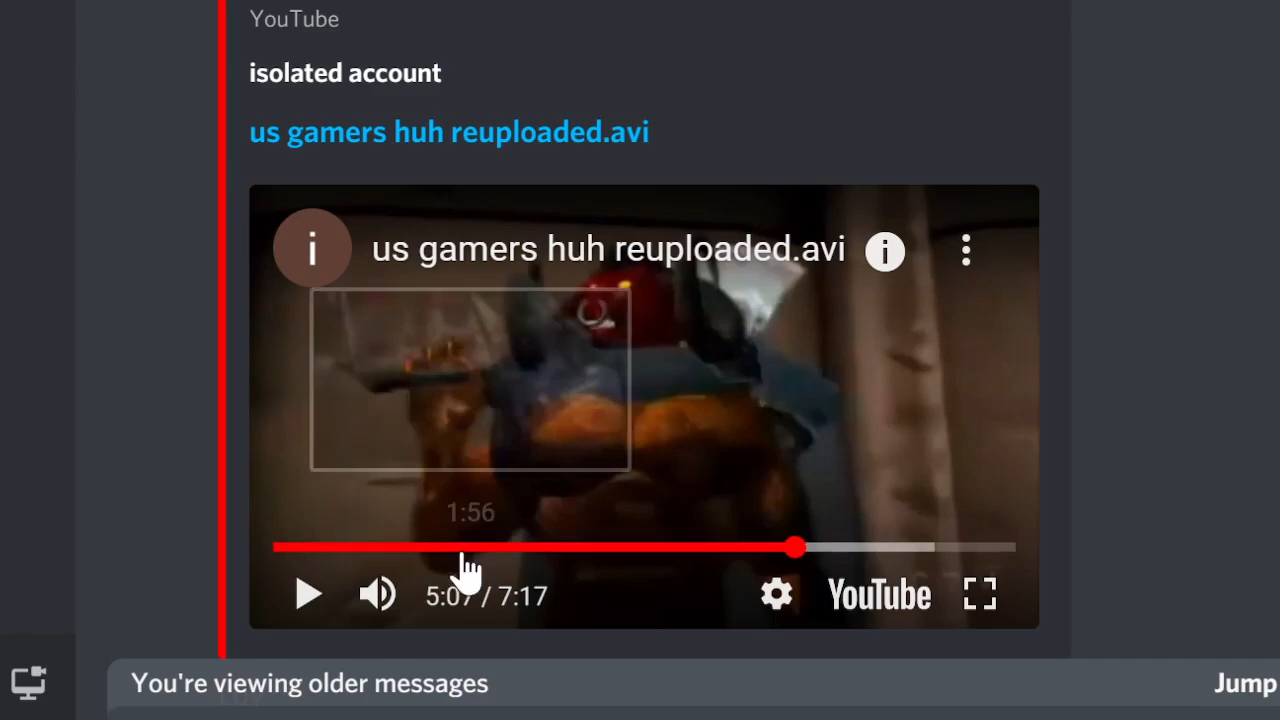 YouTube
isolated account
us gamers huh reuploaded.avi
i us gamers huh reuploaded.avi i
1:56
5:07 / 7:17 YouTube
You're viewing older messages Jump